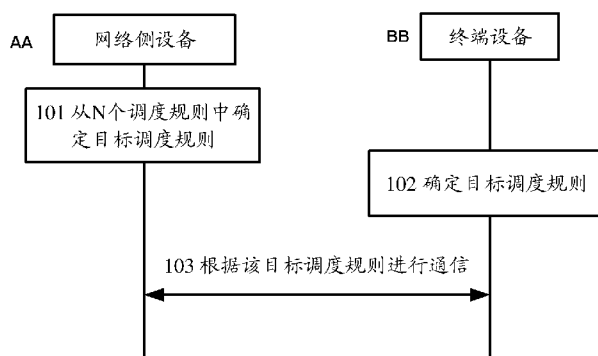 AA
网络侧设备
BB
终端设备
101 从N个调度规则中确
定目标调度规则
102 确定目标调度规则
103 根据该目标调度规则进行通信